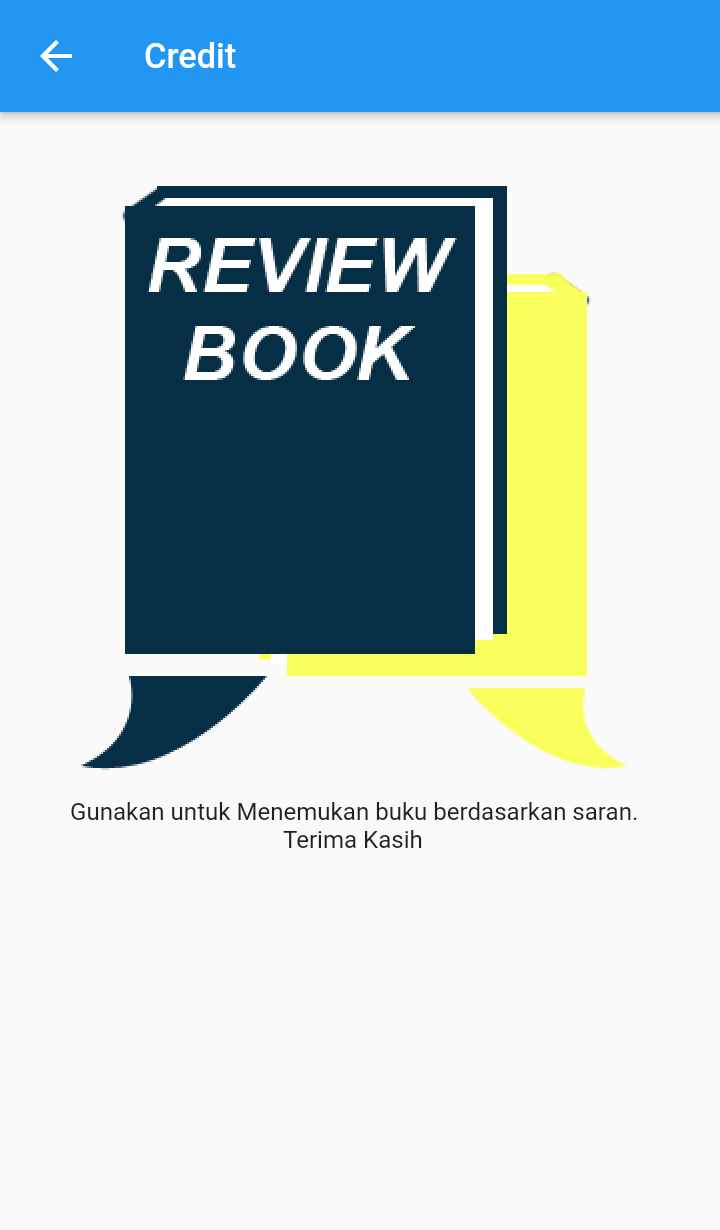 Credit
REVIEW
BOOK
Gunakan untuk Menemukan buku berdasarkan saran.
Terima Kasih